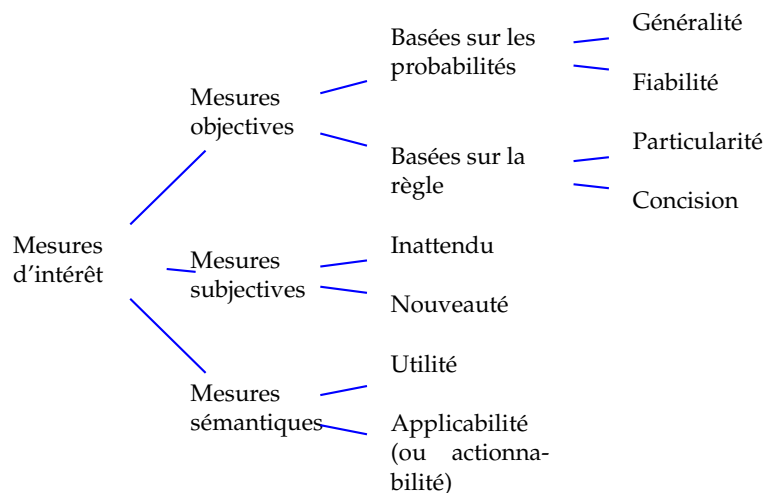 Mesures
d'intérêt
Mesures
objectives
Basées sur les
probabilités
Généralité
Fiabilité
Basées sur la
règle
Particularité
Concision
Mesures
subjectives
Inattendu
Nouveauté
Mesures
sémantiques
Utilité
Applicabilité
(ou actionna-
bilité)